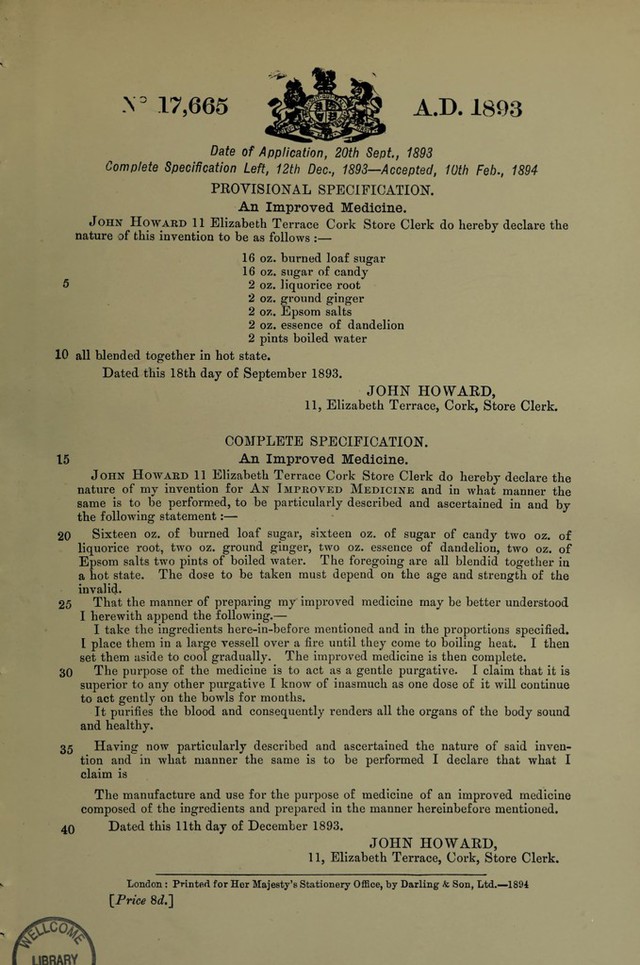 Nº 17,665 A.D. 1893
Date of Application, 20th Sept., 1893
Complete Specification Left, 12th Dec., 1893—Accepted, 10th Feb., 1894
PROVISIONAL SPECIFICATION.
An Improved Medicine.
JOHN HOWARD 11 Elizabeth Terrace Cork Store Clerk do hereby declare the
nature of this invention to be as follows :—
16 oz. burned loaf sugar
16 oz. sugar of candy
5 2 oz. liquorice root
2 oz. ground ginger
2 oz. Epsom salts
2 oz. essence of dandelion
2 pints boiled water
10 all blended together in hot state.
Dated this 18th day of September 1893.
JOHN HOWARD,
11, Elizabeth Terrace, Cork, Store Clerk.
COMPLETE SPECIFICATION.
15 An Improved Medicine.
JOHN HOWARD 11 Elizabeth Terrace Cork Store Clerk do hereby declare the
nature of my invention for AN IMPROVED MEDICINE and in what manner the
same is to be performed, to be particularly described and ascertained in and by
the following statement :—
20 Sixteen oz. of burned loaf sugar, sixteen oz. of sugar of candy two oz. of
liquorice root, two oz. ground ginger, two oz. essence of dandelion, two oz. of
Epsom salts two pints of boiled water. The foregoing are all blendid together in
a hot state. The dose to be taken must depend on the age and strength of the
invalid.
25 That the manner of preparing my improved medicine may be better understood
I herewith append the following.—
I take the ingredients here-in-before mentioned and in the proportions specified.
I place them in a large vessell over a fire until they come to boiling heat. I then
set them aside to cool gradually. The improved medicine is then complete.
30 The purpose of the medicine is to act as a gentle purgative. I claim that it is
superior to any other purgative I know of inasmuch as one dose of it will continue
to act gently on the bowls for months.
It purifies the blood and consequently renders all the organs of the body sound
and healthy.
35 Having now particularly described and ascertained the nature of said inven-
tion and in what manner the same is to be performed I declare that what I
claim is
The manufacture and use for the purpose of medicine of an improved medicine
composed of the ingredients and prepared in the manner hereinbefore mentioned.
40 Dated this 11th day of December 1893.
JOHN HOWARD,
11, Elizabeth Terrace, Cork, Store Clerk.
London : Printed for Her Majesty's Stationery Office, by Darling & Son, Ltd.—1894
[Price 8d.]
WELLCOME
LIBRARY